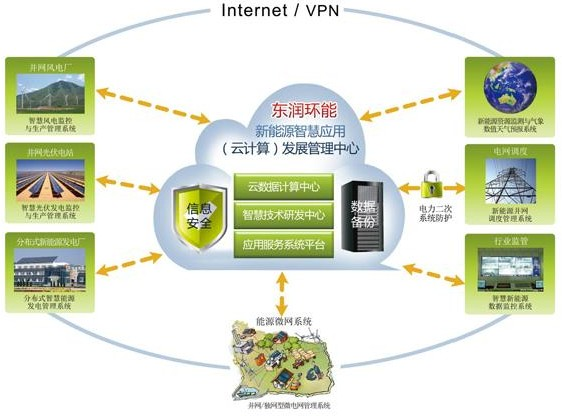 Internet / VPN
并网风电厂
智慧风电监控
与生产管理系统
并网光伏电站
智慧光伏发电监控
与生产管理系统
分布式新能源发电厂
分布式智慧能源
发电管理系统
东润环能
新能源智慧应用
（云计算）发展管理中心
信息
安全
云数据计算中心
智慧技术研发中心
应用服务系统平台
数据
备份
新能源资源监测与气象
数值天气预报系统
电网调度
电力二次
系统防护
智慧新能源并网
调度管理系统
行业监管
智慧新能源
数据监控系统
能源微网系统
并网/独网型微电网管理系统